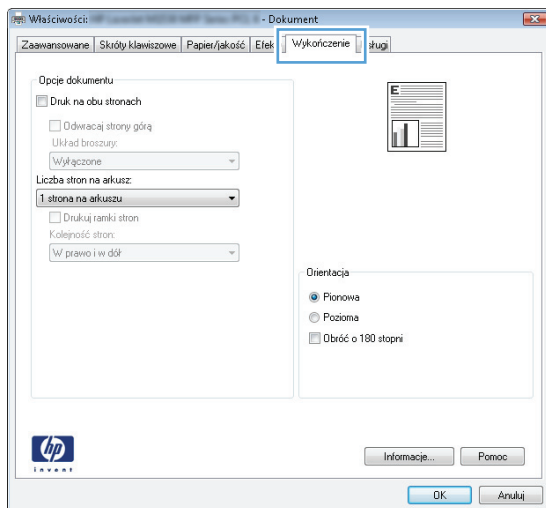 Właściwości: - Dokument
Zaawansowane Skróty klawiszowe Papier/jakość Efek Wykończenie sługi
Opcje dokumentu
Druk na obu stronach
Odwracaj strony górą
Układ broszury:
Wyłączone
Liczba stron na arkusz:
1 strona na arkuszu
Drukuj ramki stron
Kolejność stron:
W prawo i w dół
E
Orientacja
Pionowa
Pozioma
Obróć o 180 stopni
hp
invent
Informacje... Pomoc
OK Anuluj